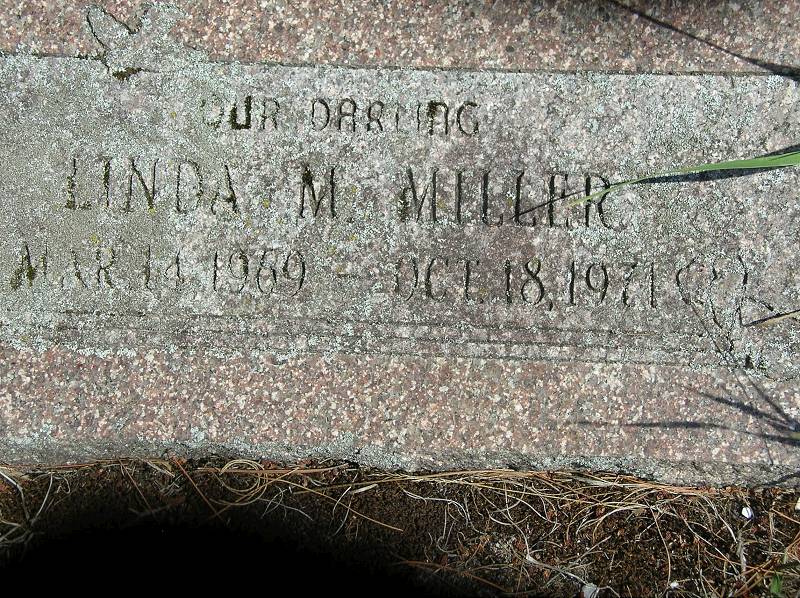 OUR DARLING
LINDA M. MILLER
MAR. 14, 1969 - OCT. 18, 1971